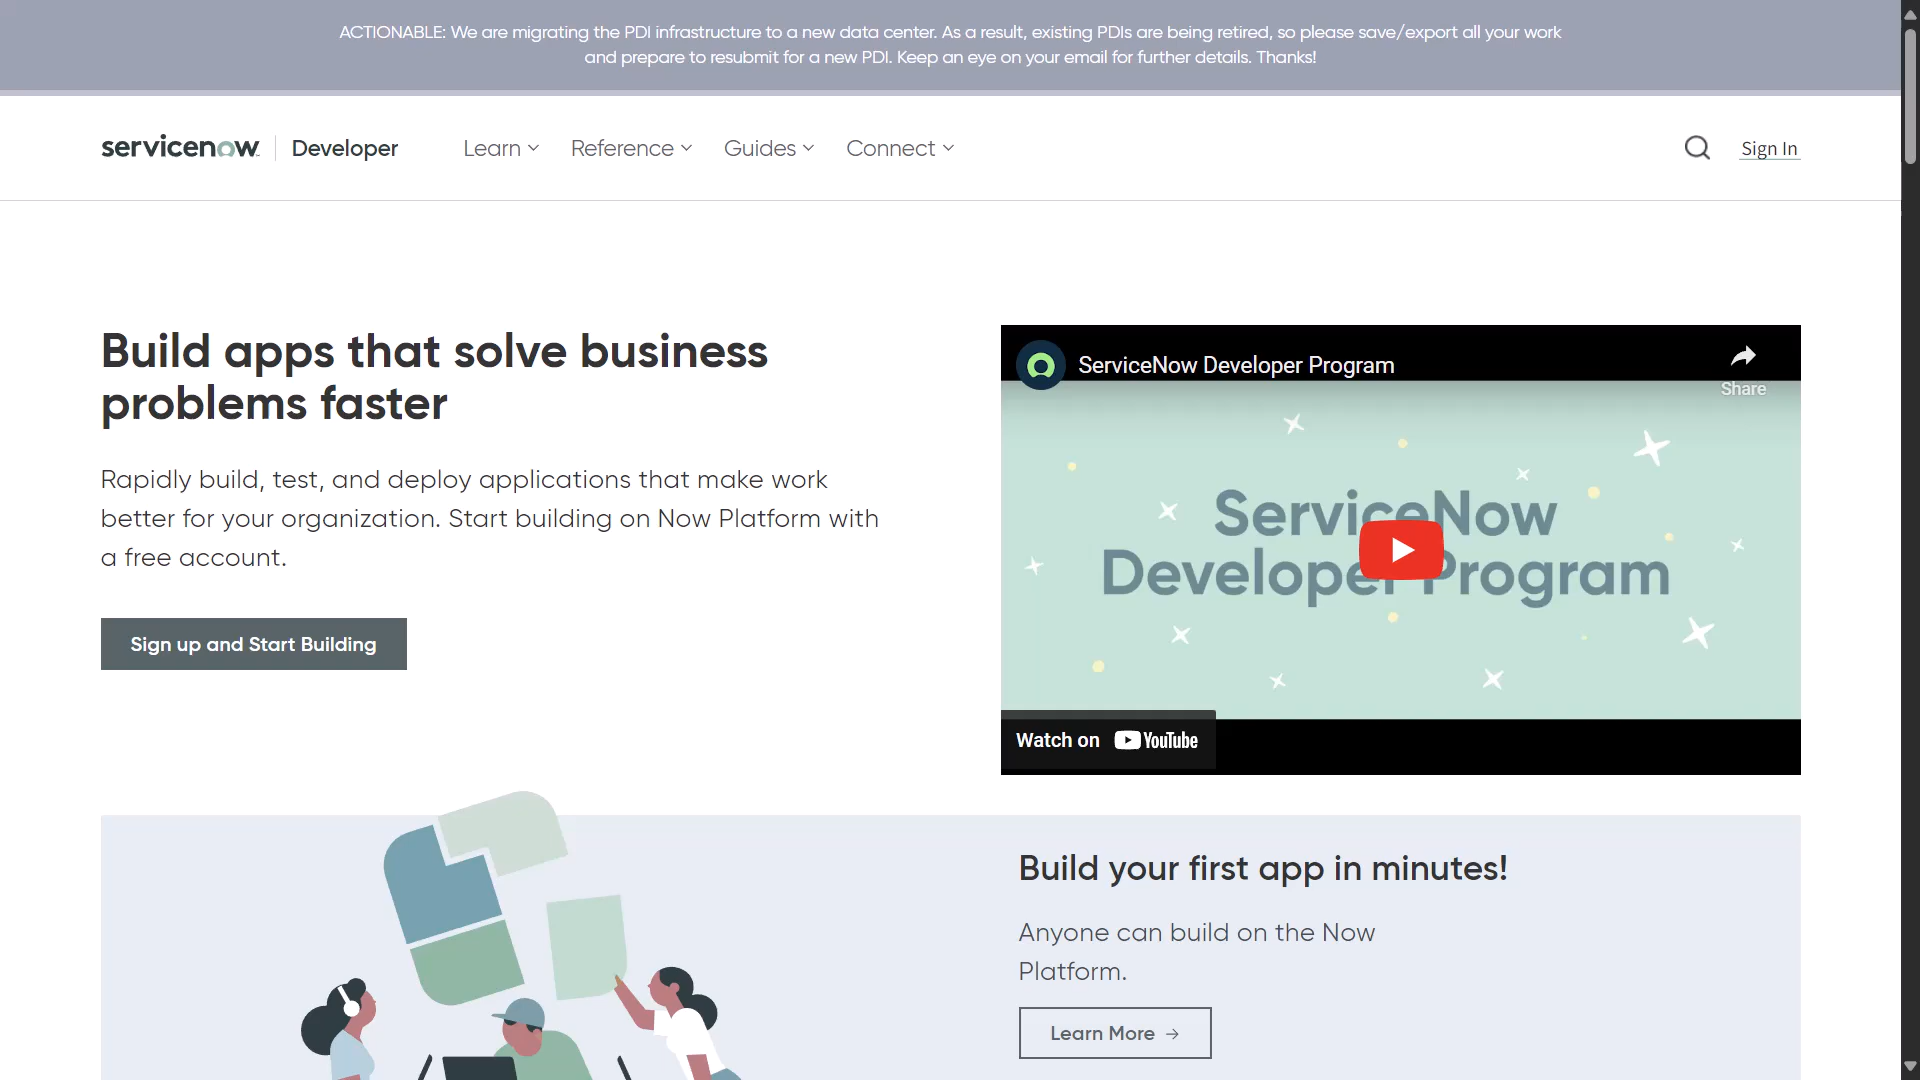 ACTIONABLE: We are migrating the PDI infrastructure to a new data center. As a result, existing PDIs are being retired, so please save/export all your work
and prepare to resubmit for a new PDI. Keep an eye on your email for further details. Thanks!
servicenow Developer Learn Reference Guides Connect Sign In
Build apps that solve business
problems faster
Rapidly build, test, and deploy applications that make work
better for your organization. Start building on Now Platform with
a free account.
Sign up and Start Building
ServiceNow Developer Program
Share
ServiceNow
Developer Program
Watch on YouTube
Build your first app in minutes!
Anyone can build on the Now
Platform.
Learn More →